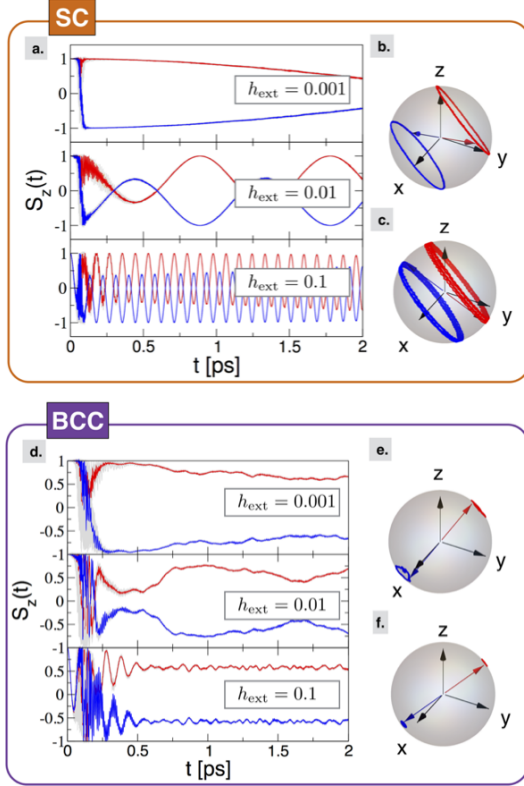 SC
a.
1
0
-1
h_ext = 0.001
1
0
-1
h_ext = 0.01
1
0
-1
h_ext = 0.1
S_z(t)
0 0.5 1 1.5 2
t [ps]
b.
z
y
x
c.
z
y
x
BCC
d.
1
0.5
0
-0.5
-1
h_ext = 0.001
0.5
0
-0.5
-1
h_ext = 0.01
0.5
0
-0.5
-1
h_ext = 0.1
S_z(t)
0 0.5 1 1.5 2
t [ps]
e.
z
y
x
f.
z
y
x